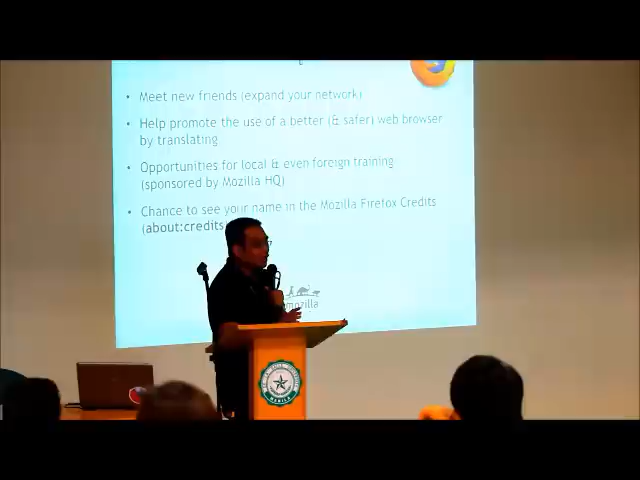 • Meet new friends (expand your network)
• Help promote the use of a better (& safer) web browser
by translating
• Opportunities for local & even foreign training
(sponsored by Mozilla HQ)
• Chance to see your name in the Mozilla Firefox Credits
(about:credits
mozilla
MANILA